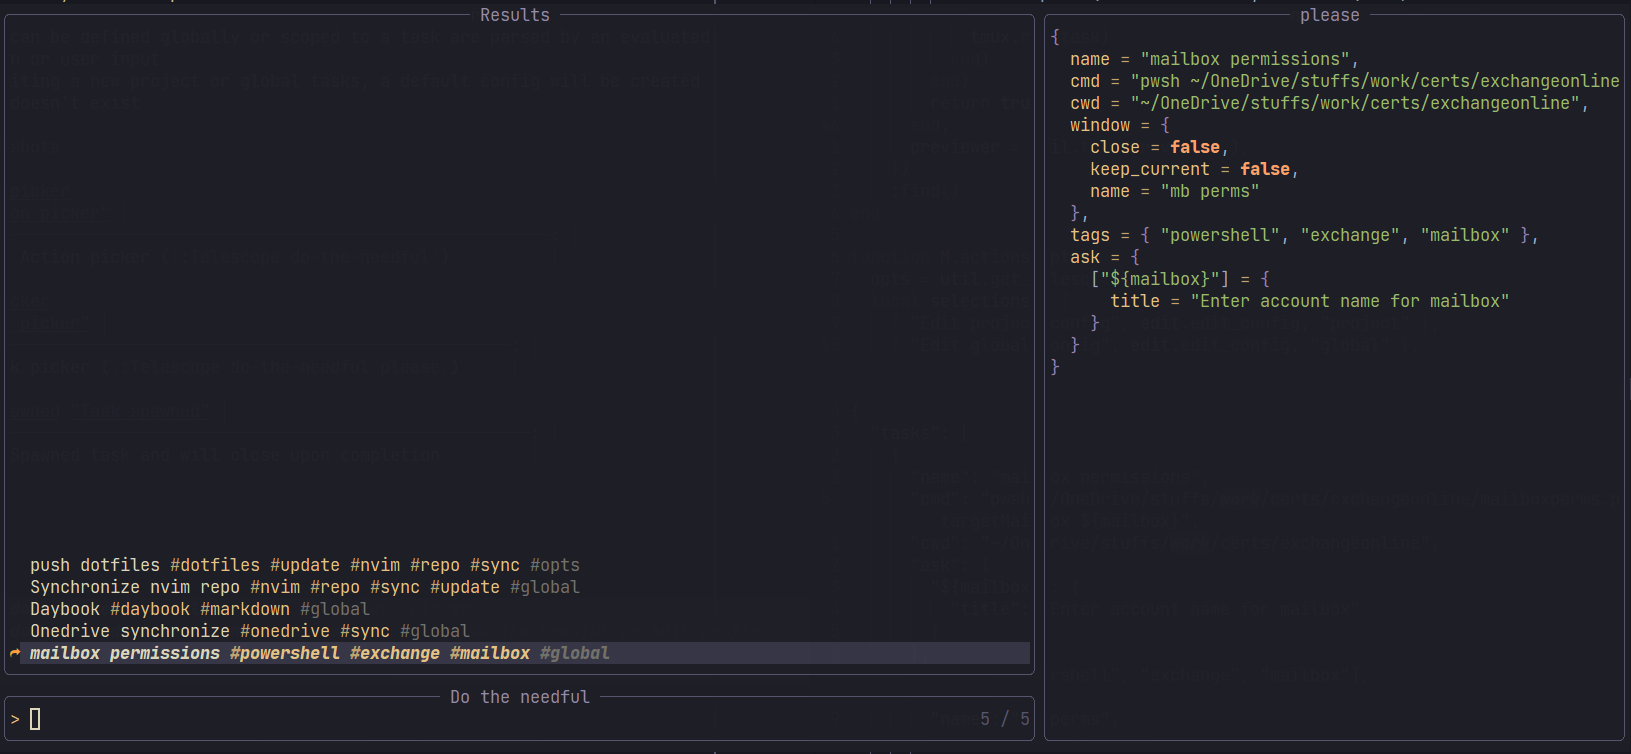 Results
push dotfiles #dotfiles #update #nvim #repo #sync #opts
Synchronize nvim repo #nvim #repo #sync #update #global
Daybook #daybook #markdown #global
Onedrive synchronize #onedrive #sync #global
mailbox permissions #powershell #exchange #mailbox #global
Do the needful
>
5 / 5
please
{
name = "mailbox permissions",
cmd = "pwsh ~/OneDrive/stuffs/work/certs/exchangeonline
cwd = "~/OneDrive/stuffs/work/certs/exchangeonline",
window = {
close = false,
keep_current = false,
name = "mb perms"
},
tags = { "powershell", "exchange", "mailbox" },
ask = {
["${mailbox}"] = {
title = "Enter account name for mailbox"
}
}
}